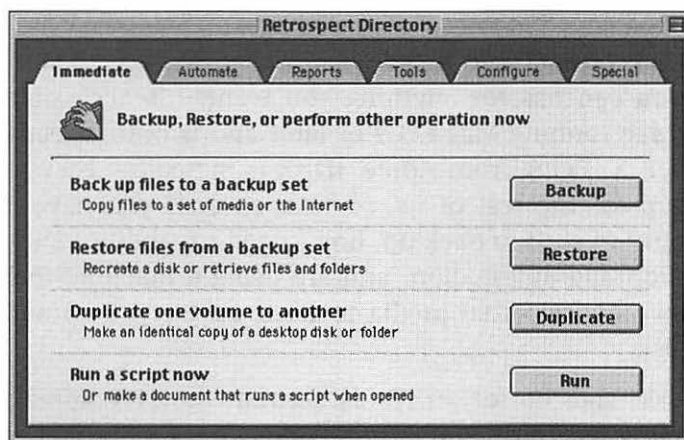 Retrospect Directory
Immediate Automate Reports Tools Configure Special
Backup, Restore, or perform other operation now
Back up files to a backup set
Copy files to a set of media or the Internet
Backup
Restore files from a backup set
Recreate a disk or retrieve files and folders
Restore
Duplicate one volume to another
Make an identical copy of a desktop disk or folder
Duplicate
Run a script now
Or make a document that runs a script when opened
Run